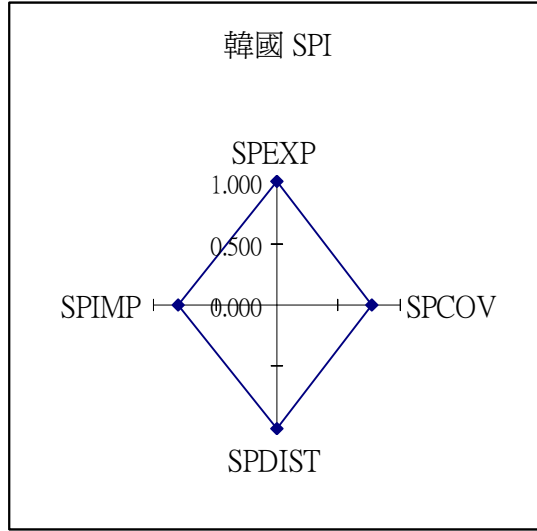 韓國 SPI
SPEXP
1.000
0.500
SPIMP
0.000
SPCOV
SPDIST